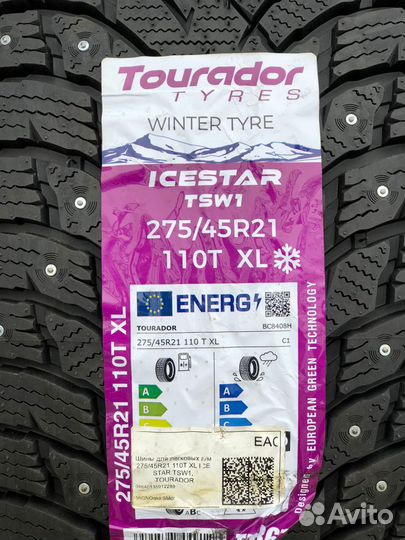 Tourador
TYRES
WINTER TYRE
ICESTAR
TSW1
275/45R21
110T XL
ENERG
TOURADOR
BC8408H
275/45R21 110 T XL
C1
A
B
C
A
B
C
275/45R21 110T XL
Designed by EUROPEAN GREEN TECHNOLOGY
EAC
Шины для легковых а/м
275/45R21 110T XL ICE
STAR TSW1,
TOURADOR
Avito